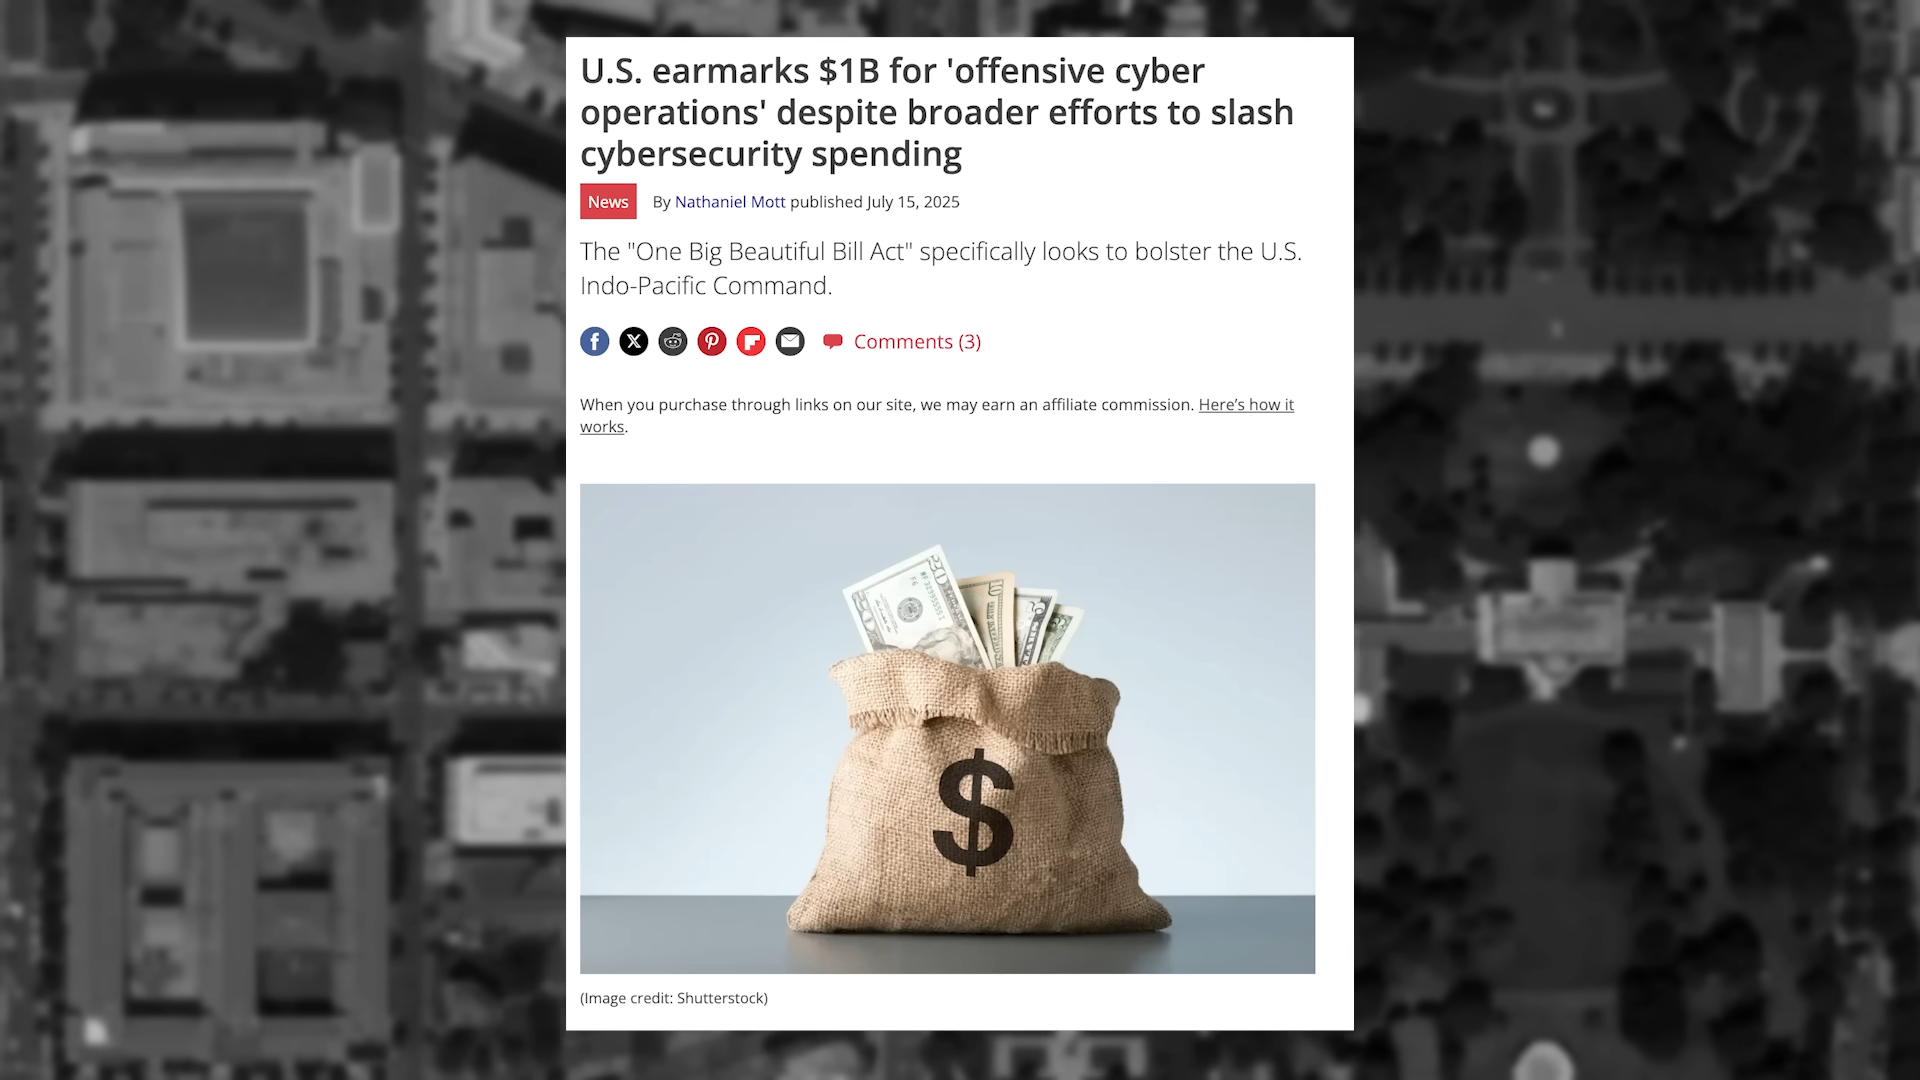 U.S. earmarks $1B for 'offensive cyber
operations' despite broader efforts to slash
cybersecurity spending
News By Nathaniel Mott published July 15, 2025
The "One Big Beautiful Bill Act" specifically looks to bolster the U.S.
Indo-Pacific Command.
Comments (3)
When you purchase through links on our site, we may earn an affiliate commission. Here’s how it
works.
20
10
5
$
(Image credit: Shutterstock)